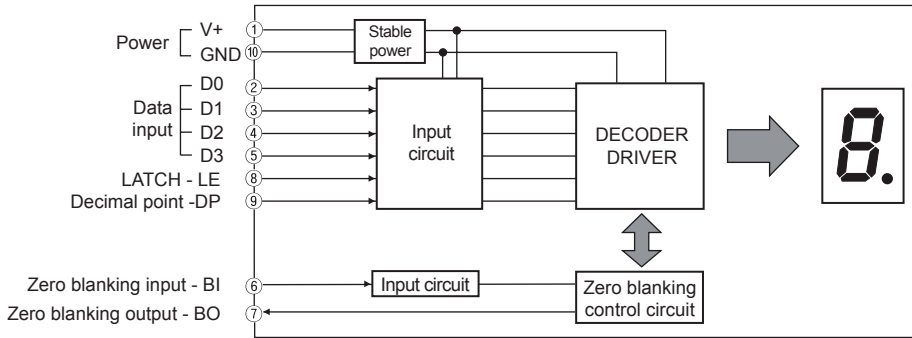 Power
V+
①
GND
⑩
Stable
power
Data
input
D0
②
D1
③
D2
④
D3
⑤
LATCH - LE
⑧
Decimal point -DP
⑨
Input
circuit
DECODER
DRIVER
8.
Zero blanking input - BI
⑥
Input circuit
Zero blanking output - BO
⑦
Zero blanking
control circuit